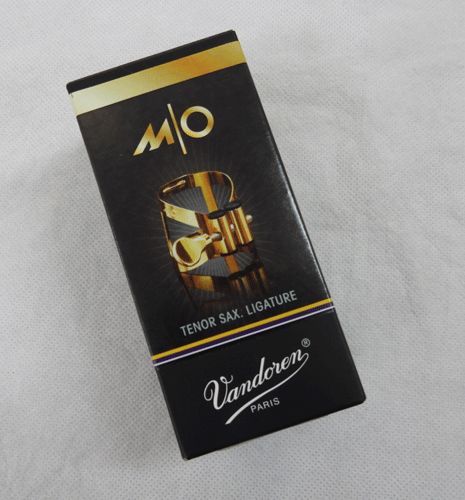 M|O
TENOR SAX. LIGATURE
Vandoren®
PARIS